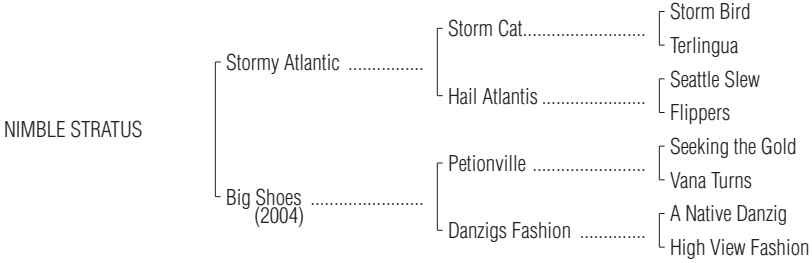 Storm Bird
Storm Cat..........................
Terlingua
Stormy Atlantic ................
Seattle Slew
Hail Atlantis ......................
Flippers
NIMBLE STRATUS
Seeking the Gold
Petionville ........................
Vana Turns
Big Shoes ........................
(2004)
A Native Danzig
Danzigs Fashion ..............
High View Fashion